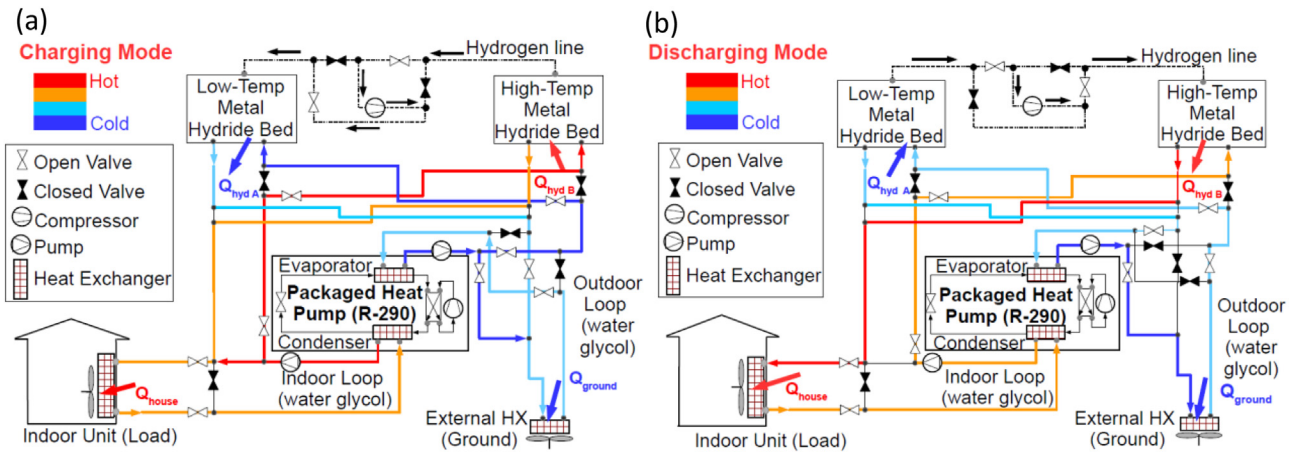 (a)
Charging Mode
Hot
Cold
Open Valve
Closed Valve
Compressor
Pump
Heat Exchanger
Hydrogen line
Low-Temp
Metal
Hydride Bed
High-Temp
Metal
Hydride Bed
Qhyd A
Qhyd B
Evaporator
Packaged Heat
Pump (R-290)
Condenser
Outdoor
Loop
(water
glycol)
Indoor Loop
(water glycol)
Qhouse
Qground
Indoor Unit (Load)
External HX
(Ground)
(b)
Discharging Mode
Hot
Cold
Open Valve
Closed Valve
Compressor
Pump
Heat Exchanger
Hydrogen line
Low-Temp
Metal
Hydride Bed
High-Temp
Metal
Hydride Bed
Qhyd A
Qhyd B
Evaporator
Packaged Heat
Pump (R-290)
Condenser
Outdoor
Loop
(water
glycol)
Indoor Loop
(water glycol)
Qhouse
Qground
Indoor Unit (Load)
External HX
(Ground)